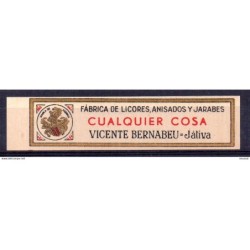 FÁBRICA DE LICORES, ANISADOS Y JARABES
CUALQUIER COSA
VICENTE BERNABEU=Játiva